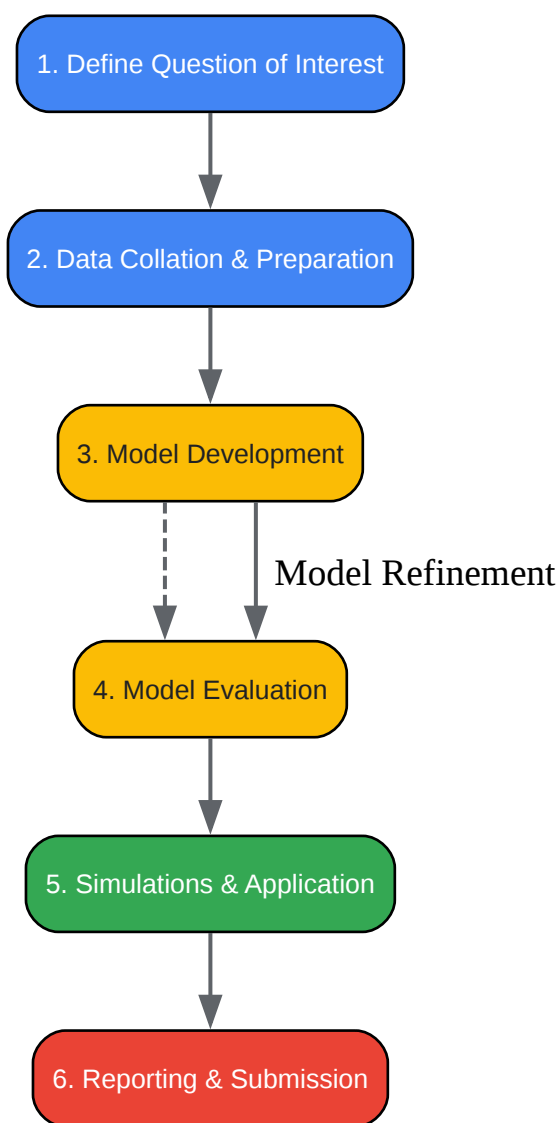 1. Define Question of Interest
2. Data Collation & Preparation
3. Model Development
Model Refinement
4. Model Evaluation
5. Simulations & Application
6. Reporting & Submission